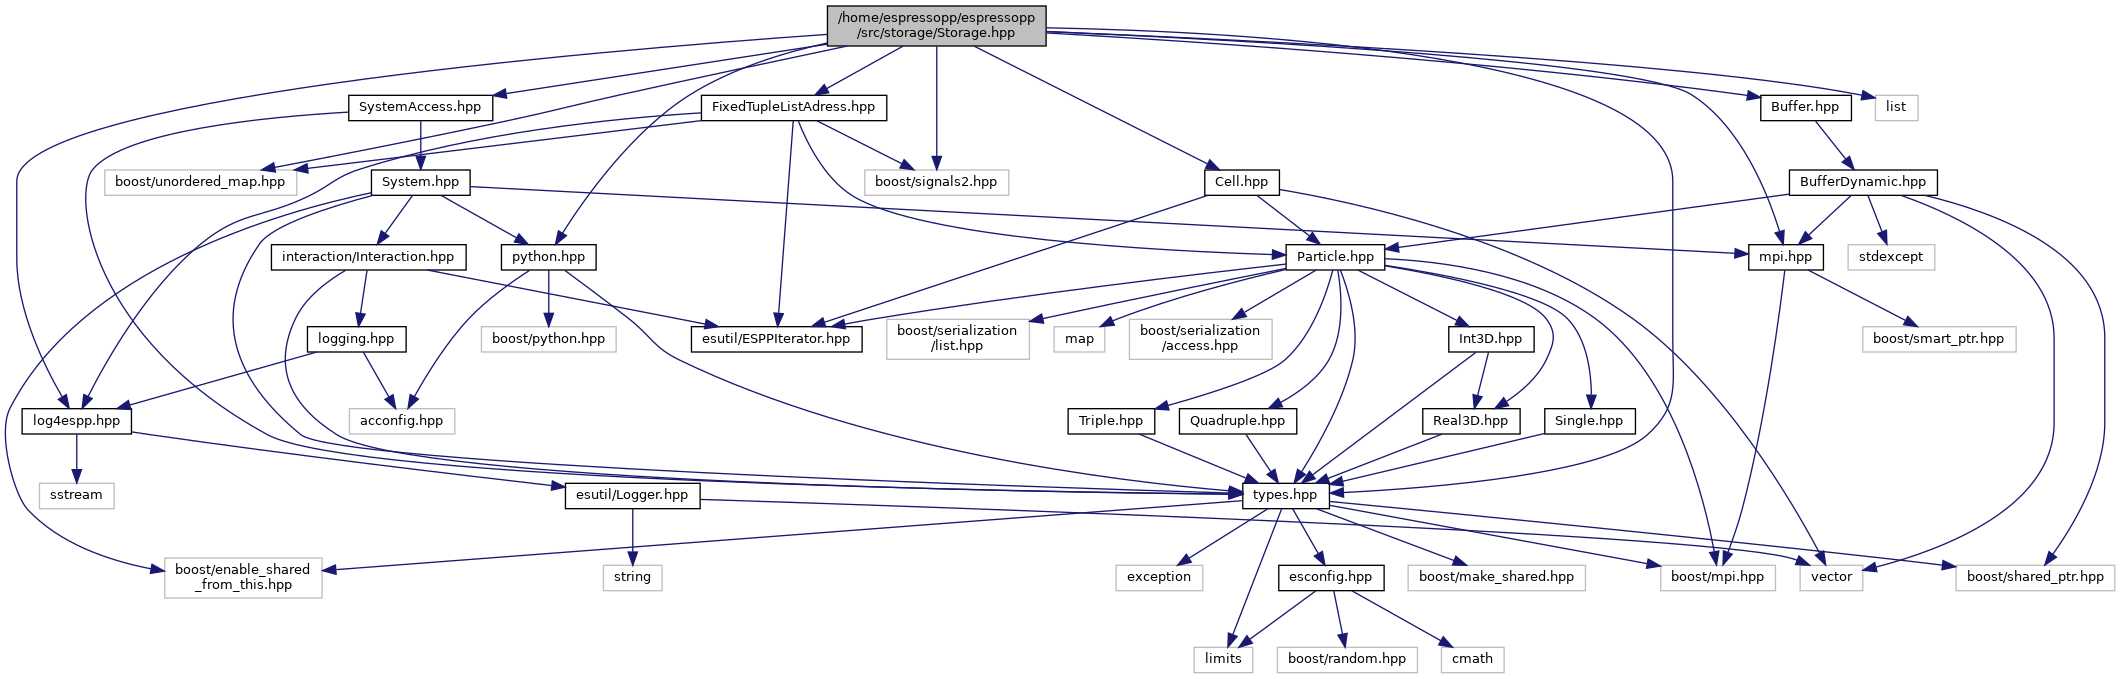 /home/espressopp/espressopp
/src/storage/Storage.hpp
SystemAccess.hpp
FixedTupleListAdress.hpp
Buffer.hpp
list
boost/unordered_map.hpp
System.hpp
boost/signals2.hpp
Cell.hpp
BufferDynamic.hpp
interaction/Interaction.hpp
python.hpp
Particle.hpp
mpi.hpp
stdexcept
logging.hpp
boost/python.hpp
esutil/ESPPIterator.hpp
boost/serialization
/list.hpp
map
boost/serialization
/access.hpp
Int3D.hpp
boost/smart_ptr.hpp
log4espp.hpp
acconfig.hpp
Triple.hpp
Quadruple.hpp
Real3D.hpp
Single.hpp
sstream
esutil/Logger.hpp
types.hpp
boost/enable_shared
_from_this.hpp
string
exception
esconfig.hpp
boost/make_shared.hpp
boost/mpi.hpp
vector
boost/shared_ptr.hpp
limits
boost/random.hpp
cmath